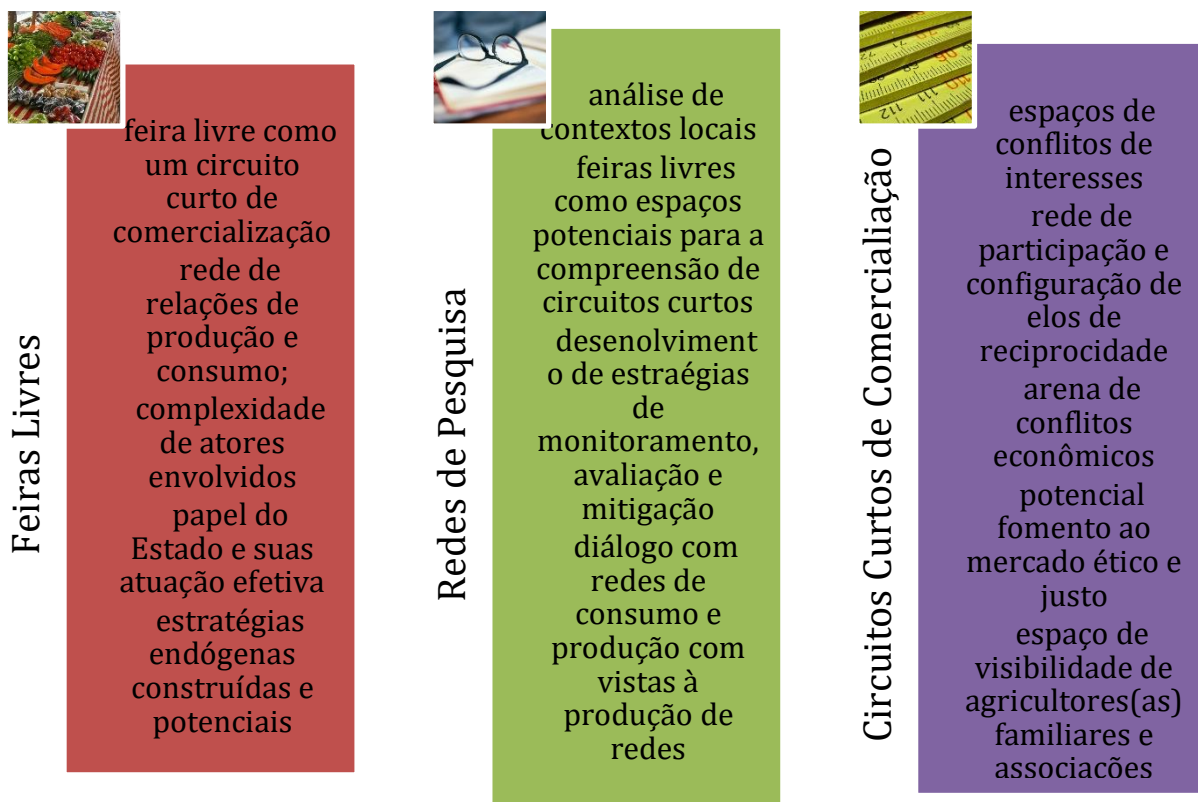 Feiras Livres
feira livre como
um circuito
curto de
comercialização
rede de
relações de
produção e
consumo;
complexidade
de atores
envolvidos
papel do
Estado e suas
atuação efetiva
estratégias
endógenas
construídas e
potenciais
Redes de Pesquisa
análise de
contextos locais
feiras livres
como espaços
potenciais para a
compreensão de
circuitos curtos
desenolviment
o de estraégias
de
monitoramento,
avaliação e
mitigação
diálogo com
redes de
consumo e
produção com
vistas à
produção de
redes
Circuitos Curtos de Comercialiação
espaços de
conflitos de
interesses
rede de
participação e
configuração de
elos de
reciprocidade
arena de
conflitos
econômicos
potencial
fomento ao
mercado ético e
justo
espaço de
visibilidade de
agricultores(as)
familiares e
associacões